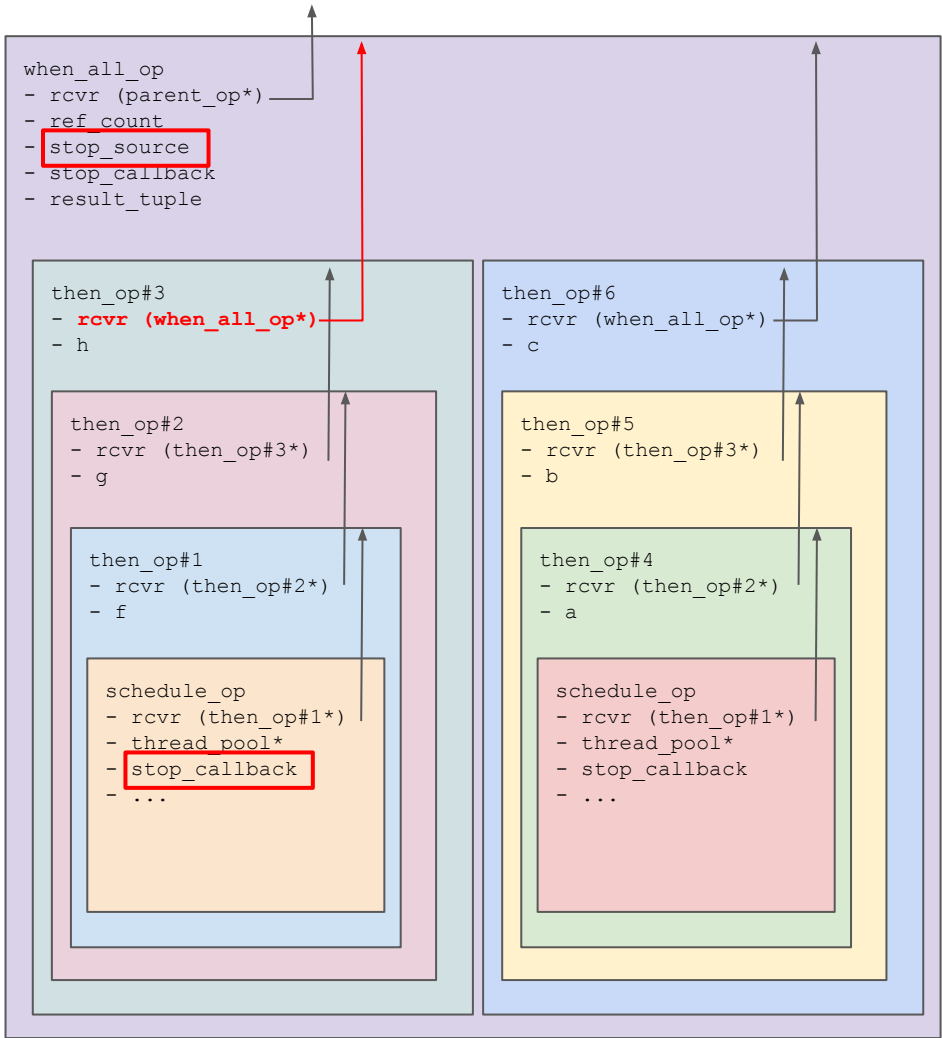 when_all_op
- rcvr (parent_op*)
- ref_count
- stop_source
- stop_callback
- result_tuple
then_op#3
- rcvr (when_all_op*)
- h
then_op#2
- rcvr (then_op#3*)
- g
then_op#1
- rcvr (then_op#2*)
- f
schedule_op
- rcvr (then_op#1*)
- thread_pool*
- stop_callback
- ...
then_op#6
- rcvr (when_all_op*)
- c
then_op#5
- rcvr (then_op#3*)
- b
then_op#4
- rcvr (then_op#2*)
- a
schedule_op
- rcvr (then_op#1*)
- thread_pool*
- stop_callback
- ...